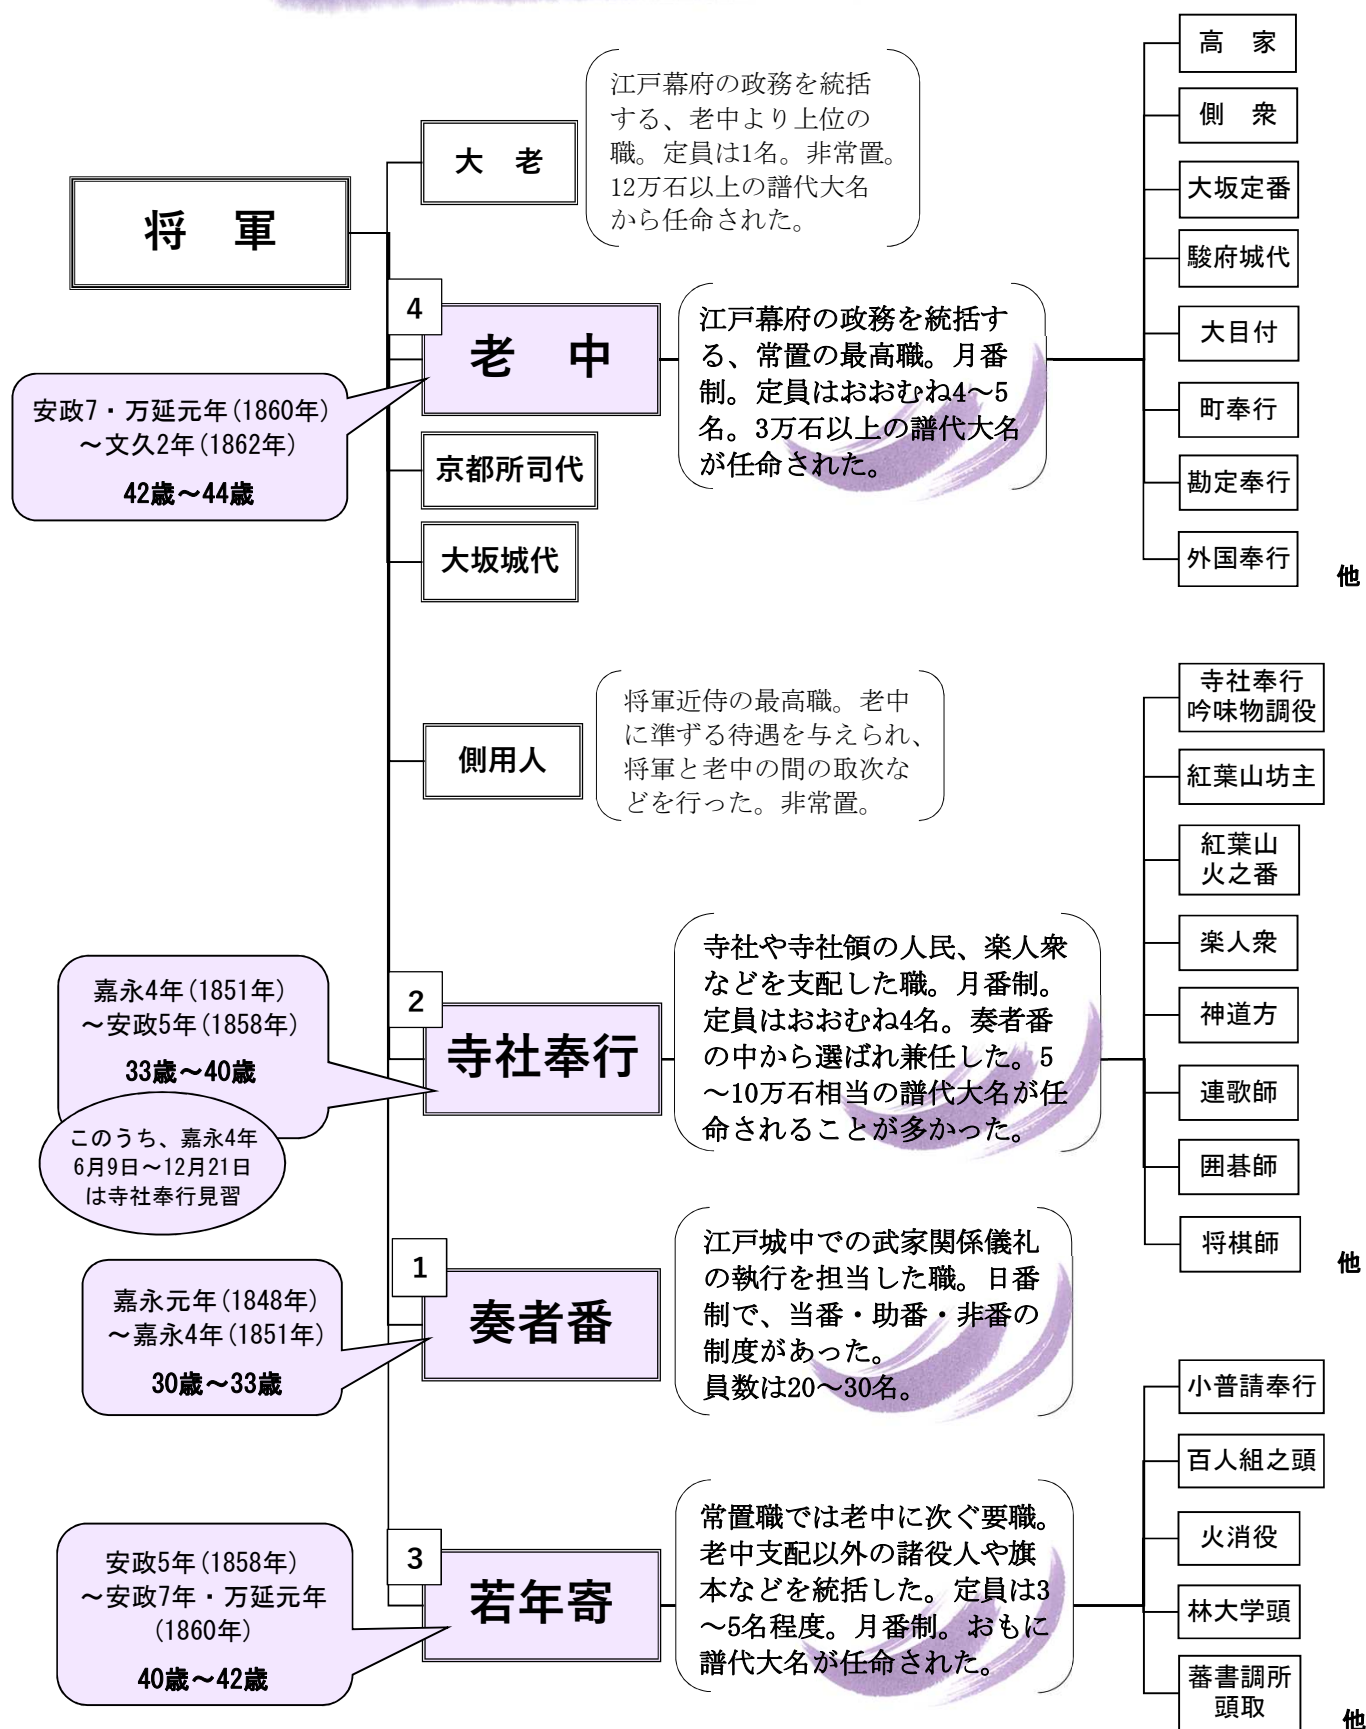 将　軍
大　老
江戸幕府の政務を統括
する、老中より上位の
職。定員は1名。非常置。
12万石以上の譜代大名
から任命された。
4
老　中
江戸幕府の政務を統括す
る、常置の最高職。月番
制。定員はおおむね4～5
名。3万石以上の譜代大名
が任命された。
安政7・万延元年(1860年)
～文久2年(1862年)
42歳～44歳
京都所司代
大坂城代
高　家
側　衆
大坂定番
駿府城代
大目付
町奉行
勘定奉行
外国奉行
他
側用人
将軍近侍の最高職。老中
に準ずる待遇を与えられ、
将軍と老中の間の取次な
どを行った。非常置。
2
寺社奉行
寺社や寺社領の人民、楽人衆
などを支配した職。月番制。
定員はおおむね4名。奏者番
の中から選ばれ兼任した。5
～10万石相当の譜代大名が任
命されることが多かった。
嘉永4年(1851年)
～安政5年(1858年)
33歳～40歳
このうち、嘉永4年
6月9日～12月21日
は寺社奉行見習
寺社奉行
吟味物調役
紅葉山坊主
紅葉山
火之番
楽人衆
神道方
連歌師
囲碁師
将棋師
他
1
奏者番
江戸城中での武家関係儀礼
の執行を担当した職。日番
制で、当番・助番・非番の
制度があった。
員数は20～30名。
嘉永元年(1848年)
～嘉永4年(1851年)
30歳～33歳
3
若年寄
常置職では老中に次ぐ要職。
老中支配以外の諸役人や旗
本などを統括した。定員は3
～5名程度。月番制。おもに
譜代大名が任命された。
安政5年(1858年)
～安政7年・万延元年
(1860年)
40歳～42歳
小普請奉行
百人組之頭
火消役
林大学頭
蕃書調所
頭取
他